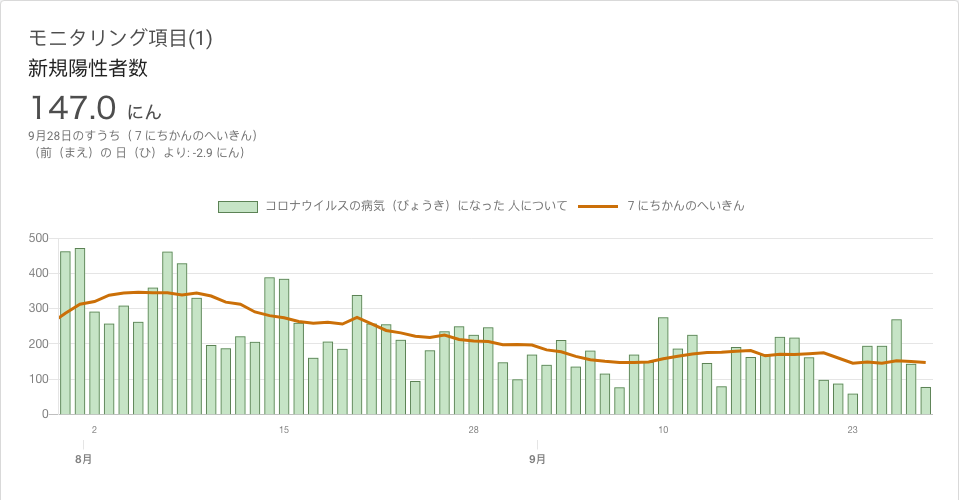 モニタリング項目(1)
新規陽性者数
147.0 にん
9月28日のすうち（７にちかんのへいきん）
（前（まえ）の 日（ひ）より: -2.9 にん）
コロナウイルスの病気（びょうき）になった 人について ７にちかんのへいきん
500
400
300
200
100
0
2 15 28 10 23
8月 9月